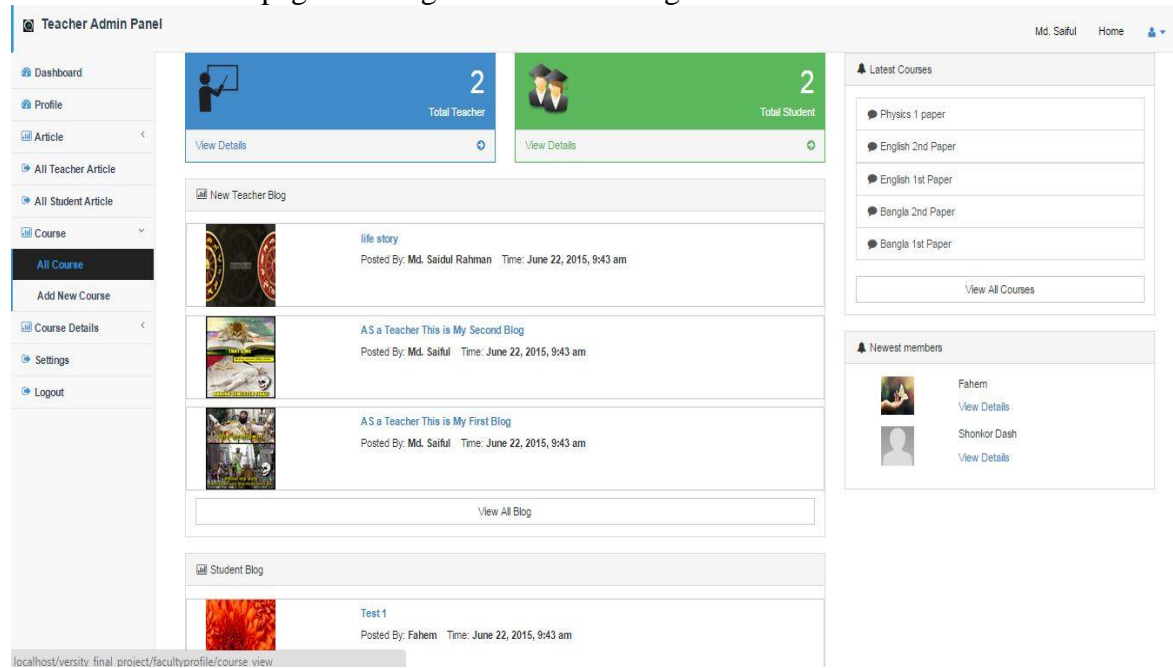 Teacher Admin Panel
Md. Saiful Home
Dashboard
Profile
Article
All Teacher Article
All Student Article
Course
All Course
Add New Course
Course Details
Settings
Logout
2
Total Teacher
View Details
2
Total Student
View Details
New Teacher Blog
life story
Posted By: Md. Saidul Rahman Time: June 22, 2015, 9:43 am
AS a Teacher This is My Second Blog
Posted By: Md. Saiful Time: June 22, 2015, 9:43 am
AS a Teacher This is My First Blog
Posted By: Md. Saiful Time: June 22, 2015, 9:43 am
View All Blog
Student Blog
Test 1
Posted By: Fahem Time: June 22, 2015, 9:43 am
Latest Courses
Physics 1 paper
English 2nd Paper
English 1st Paper
Bangla 2nd Paper
Bangla 1st Paper
View All Courses
Newest members
Fahem
View Details
Shonkor Dash
View Details
localhost/versity_final_project/facultyprofile/course_view